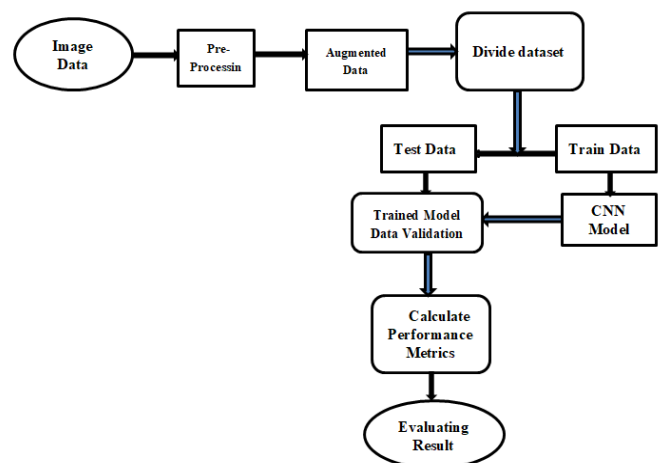 Image
Data
Pre-
Processin
Augmented
Data
Divide dataset
Test Data
Train Data
Trained Model
Data Validation
CNN
Model
Calculate
Performance
Metrics
Evaluating
Result